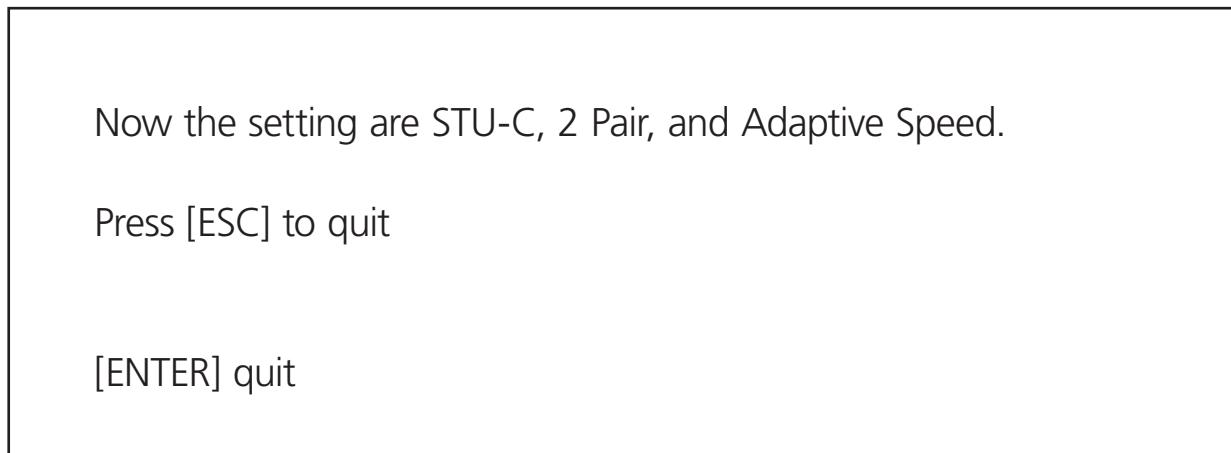 Now the setting are STU-C, 2 Pair, and Adaptive Speed.
Press [ESC] to quit
[ENTER] quit